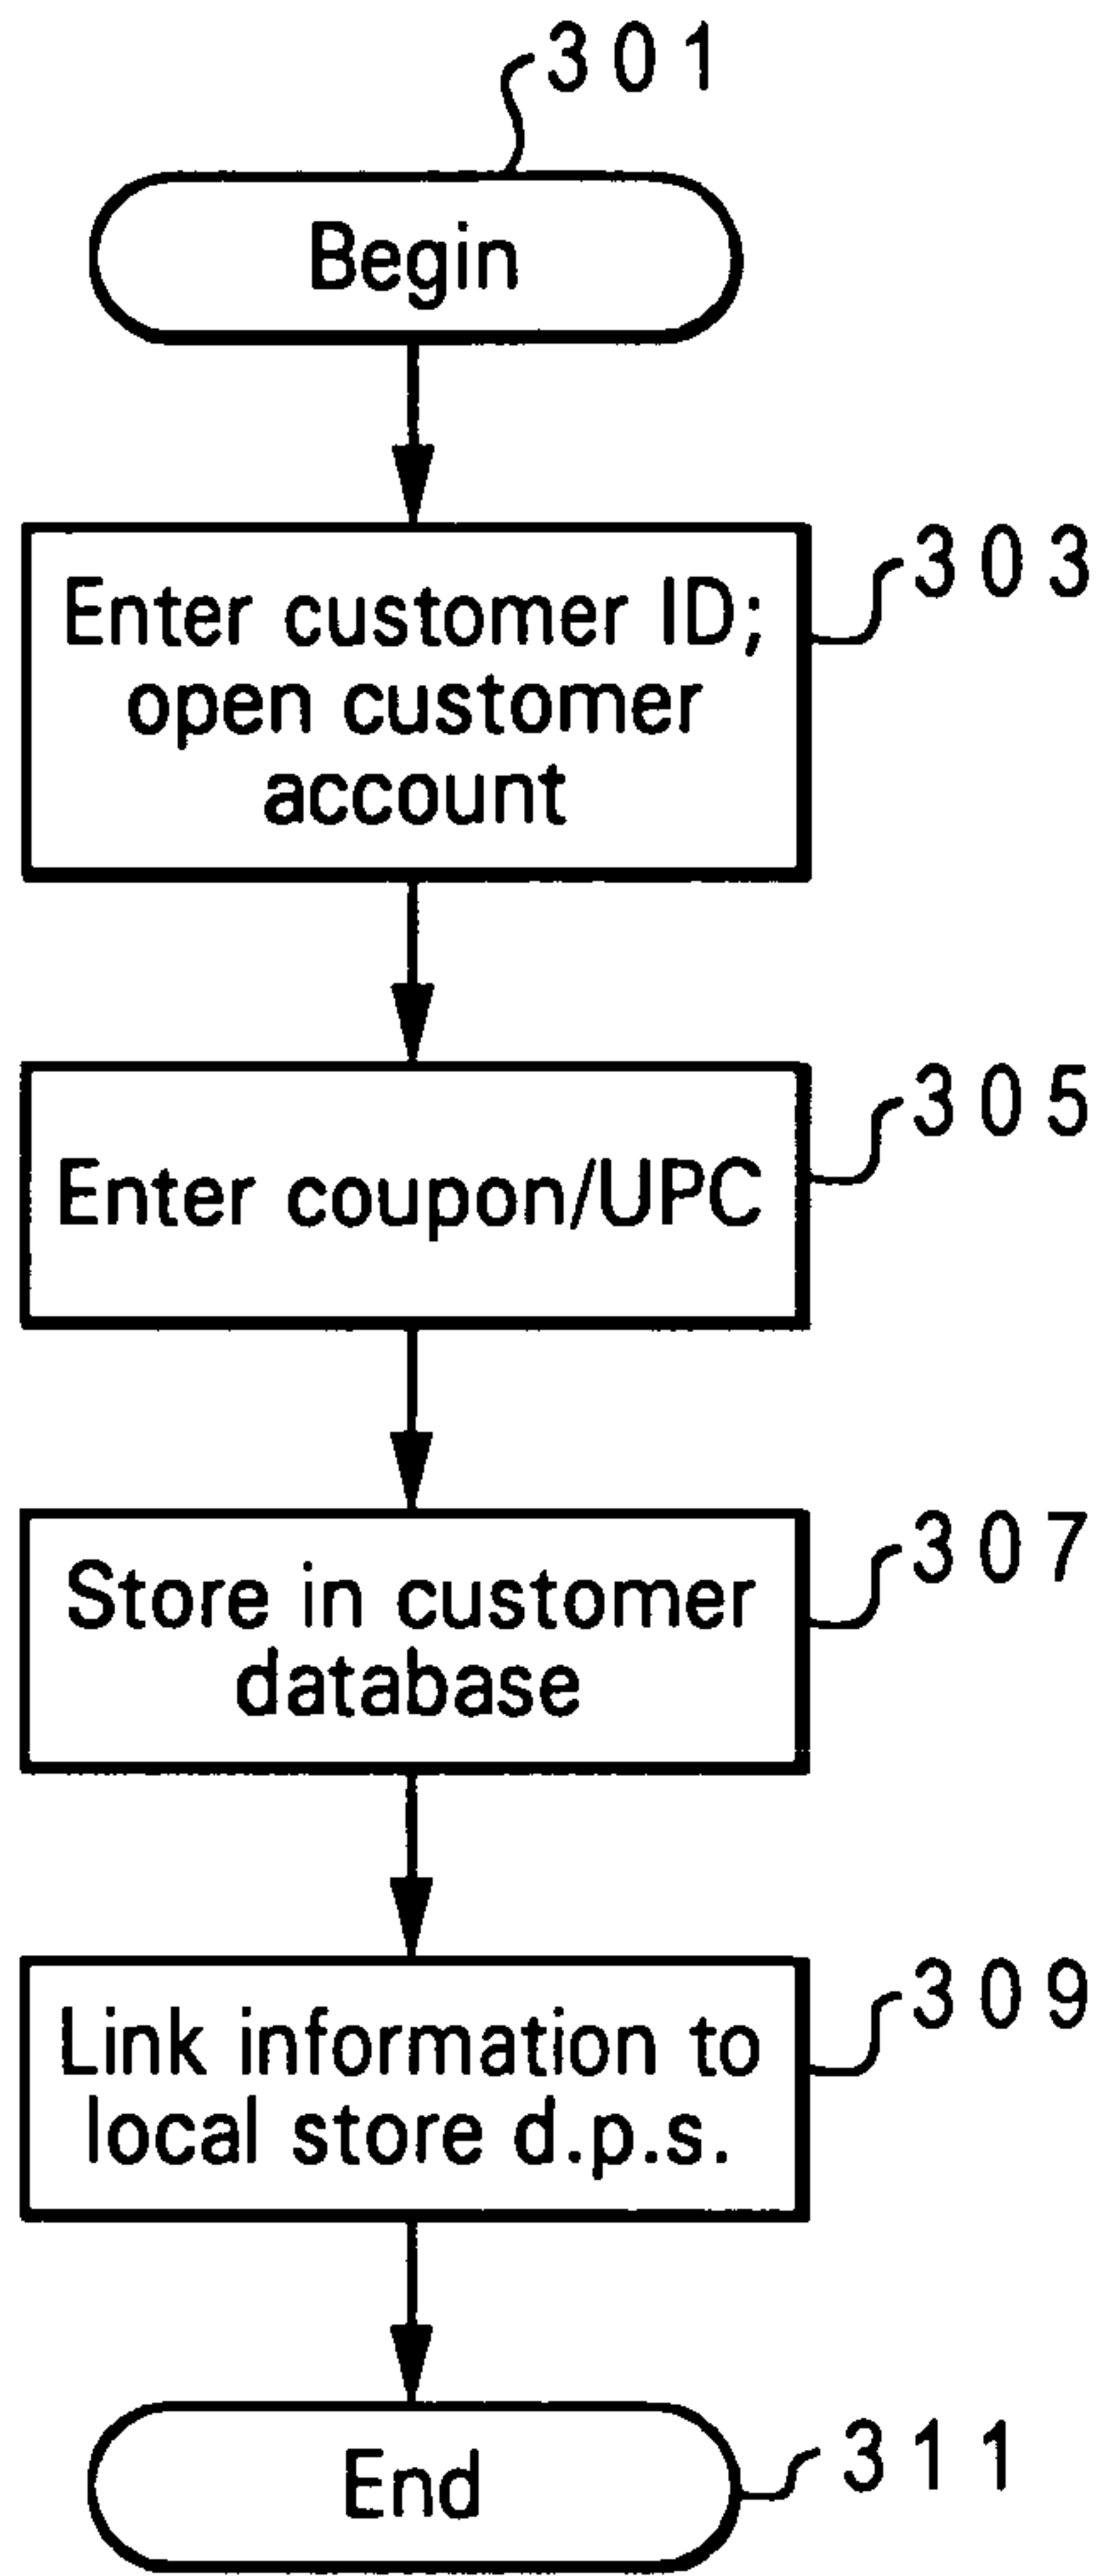 301
Begin
303
Enter customer ID;
open customer
account
305
Enter coupon/UPC
307
Store in customer
database
309
Link information to
local store d.p.s.
311
End